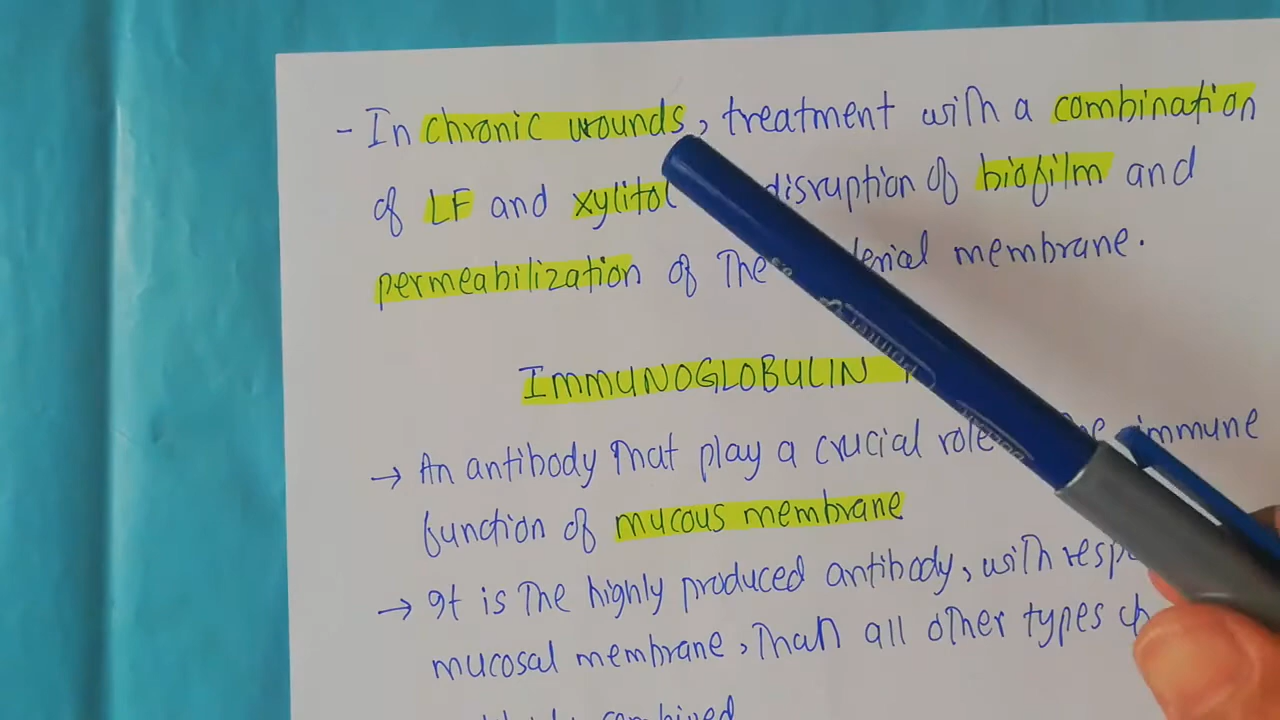 - In chronic wounds, treatment with a combination
of LF and xylitol disruption of biofilm and
permeabilization of The membrane.
IMMUNOGLOBULIN
→ An antibody That play a crucial role immune
function of mucous membrane
→ It is The highly produced antibody, with
mucosal membrane, Than all other types
combined